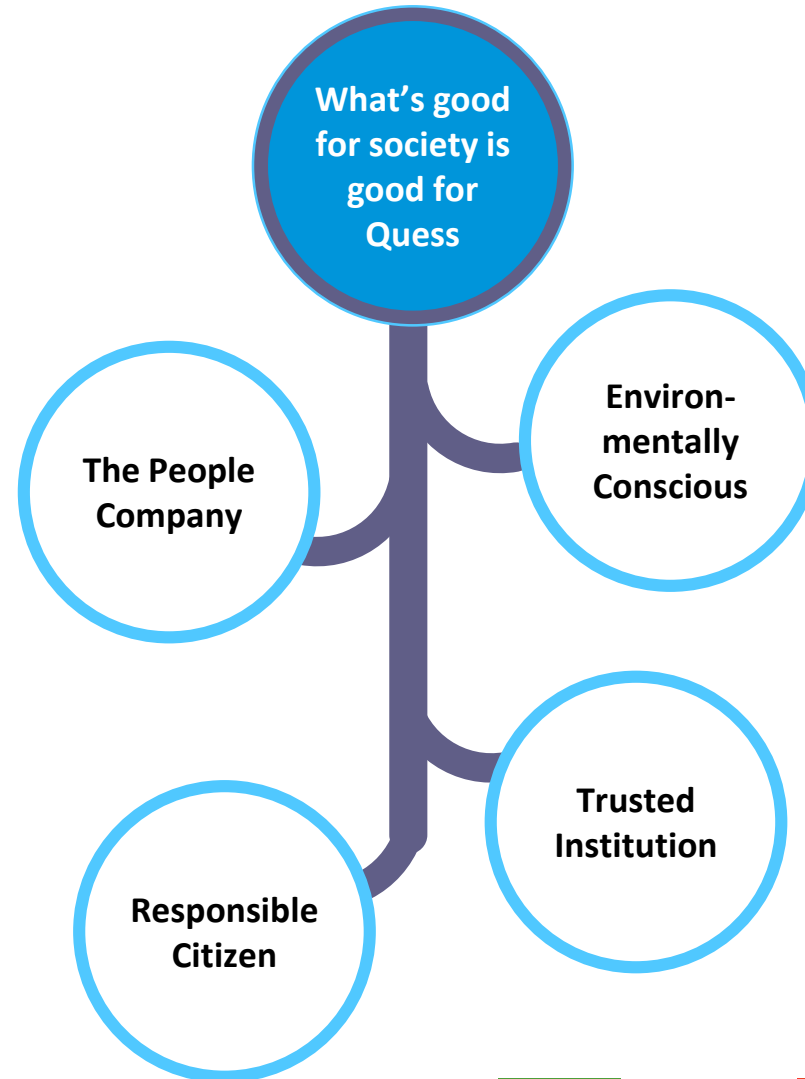 What’s good
for society is
good for
Quess
Environ-
mentally
Conscious
The People
Company
Trusted
Institution
Responsible
Citizen